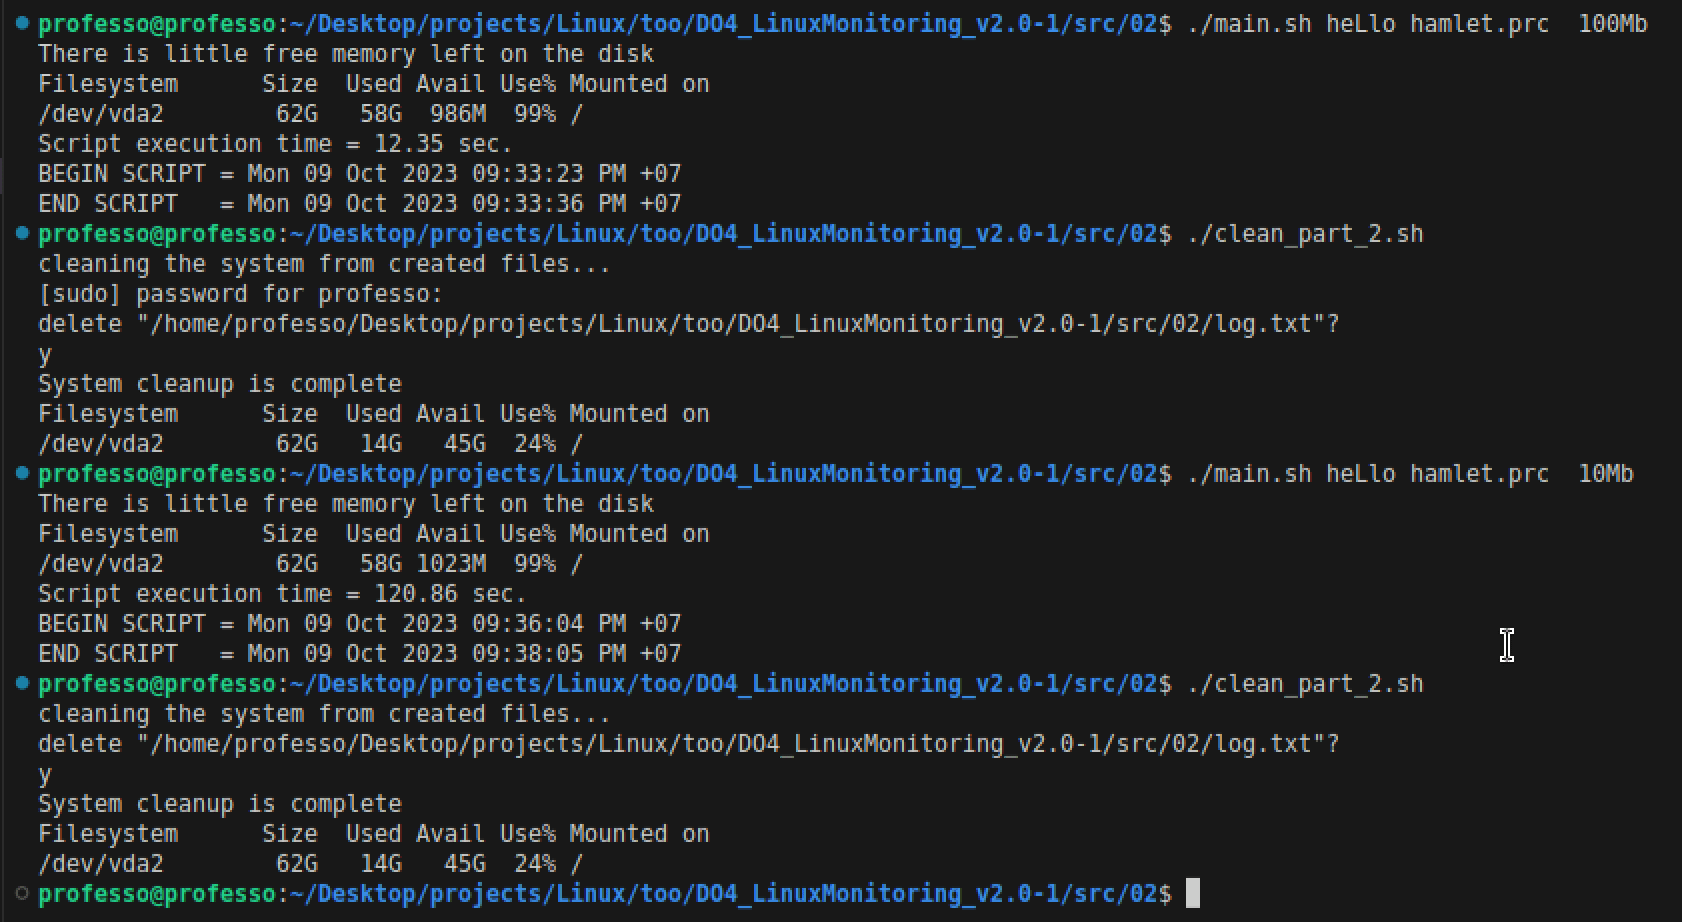 professo@professo:~/Desktop/projects/Linux/too/DO4_LinuxMonitoring_v2.0-1/src/02$ ./main.sh heLlo hamlet.prc  100Mb
There is little free memory left on the disk
Filesystem      Size  Used Avail Use% Mounted on
/dev/vda2        62G   58G  986M  99% /
Script execution time = 12.35 sec.
BEGIN SCRIPT = Mon 09 Oct 2023 09:33:23 PM +07
END SCRIPT   = Mon 09 Oct 2023 09:33:36 PM +07
professo@professo:~/Desktop/projects/Linux/too/DO4_LinuxMonitoring_v2.0-1/src/02$ ./clean_part_2.sh
cleaning the system from created files...
[sudo] password for professo:
delete "/home/professo/Desktop/projects/Linux/too/DO4_LinuxMonitoring_v2.0-1/src/02/log.txt"?
y
System cleanup is complete
Filesystem      Size  Used Avail Use% Mounted on
/dev/vda2        62G   14G   45G  24% /
professo@professo:~/Desktop/projects/Linux/too/DO4_LinuxMonitoring_v2.0-1/src/02$ ./main.sh heLlo hamlet.prc  10Mb
There is little free memory left on the disk
Filesystem      Size  Used Avail Use% Mounted on
/dev/vda2        62G   58G 1023M  99% /
Script execution time = 120.86 sec.
BEGIN SCRIPT = Mon 09 Oct 2023 09:36:04 PM +07
END SCRIPT   = Mon 09 Oct 2023 09:38:05 PM +07
professo@professo:~/Desktop/projects/Linux/too/DO4_LinuxMonitoring_v2.0-1/src/02$ ./clean_part_2.sh
cleaning the system from created files...
delete "/home/professo/Desktop/projects/Linux/too/DO4_LinuxMonitoring_v2.0-1/src/02/log.txt"?
y
System cleanup is complete
Filesystem      Size  Used Avail Use% Mounted on
/dev/vda2        62G   14G   45G  24% /
professo@professo:~/Desktop/projects/Linux/too/DO4_LinuxMonitoring_v2.0-1/src/02$